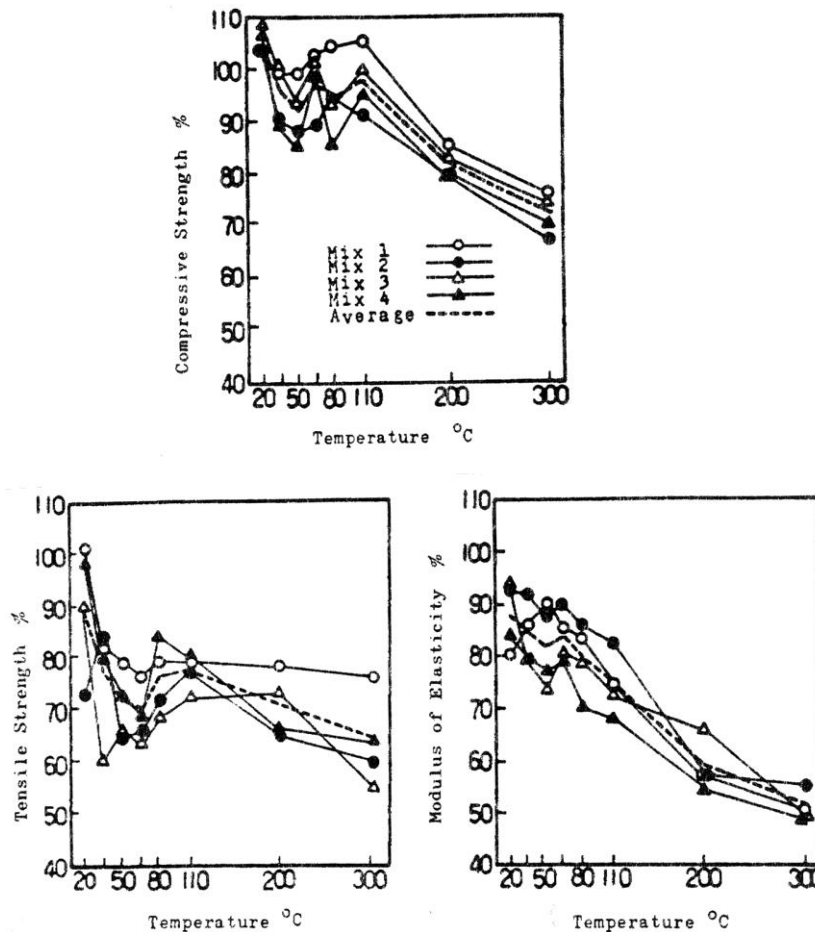 110
100
90
80
70
60
50
40
Compressive Strength %
Mix 1
Mix 2
Mix 3
Mix 4
Average
20 50 80 110 200 300
Temperature °C
110
100
90
80
70
60
50
40
Tensile Strength %
20 50 80 110 200 300
Temperature °C
110
100
90
80
70
60
50
40
Modulus of Elasticity %
20 50 80 110 200 300
Temperature °C